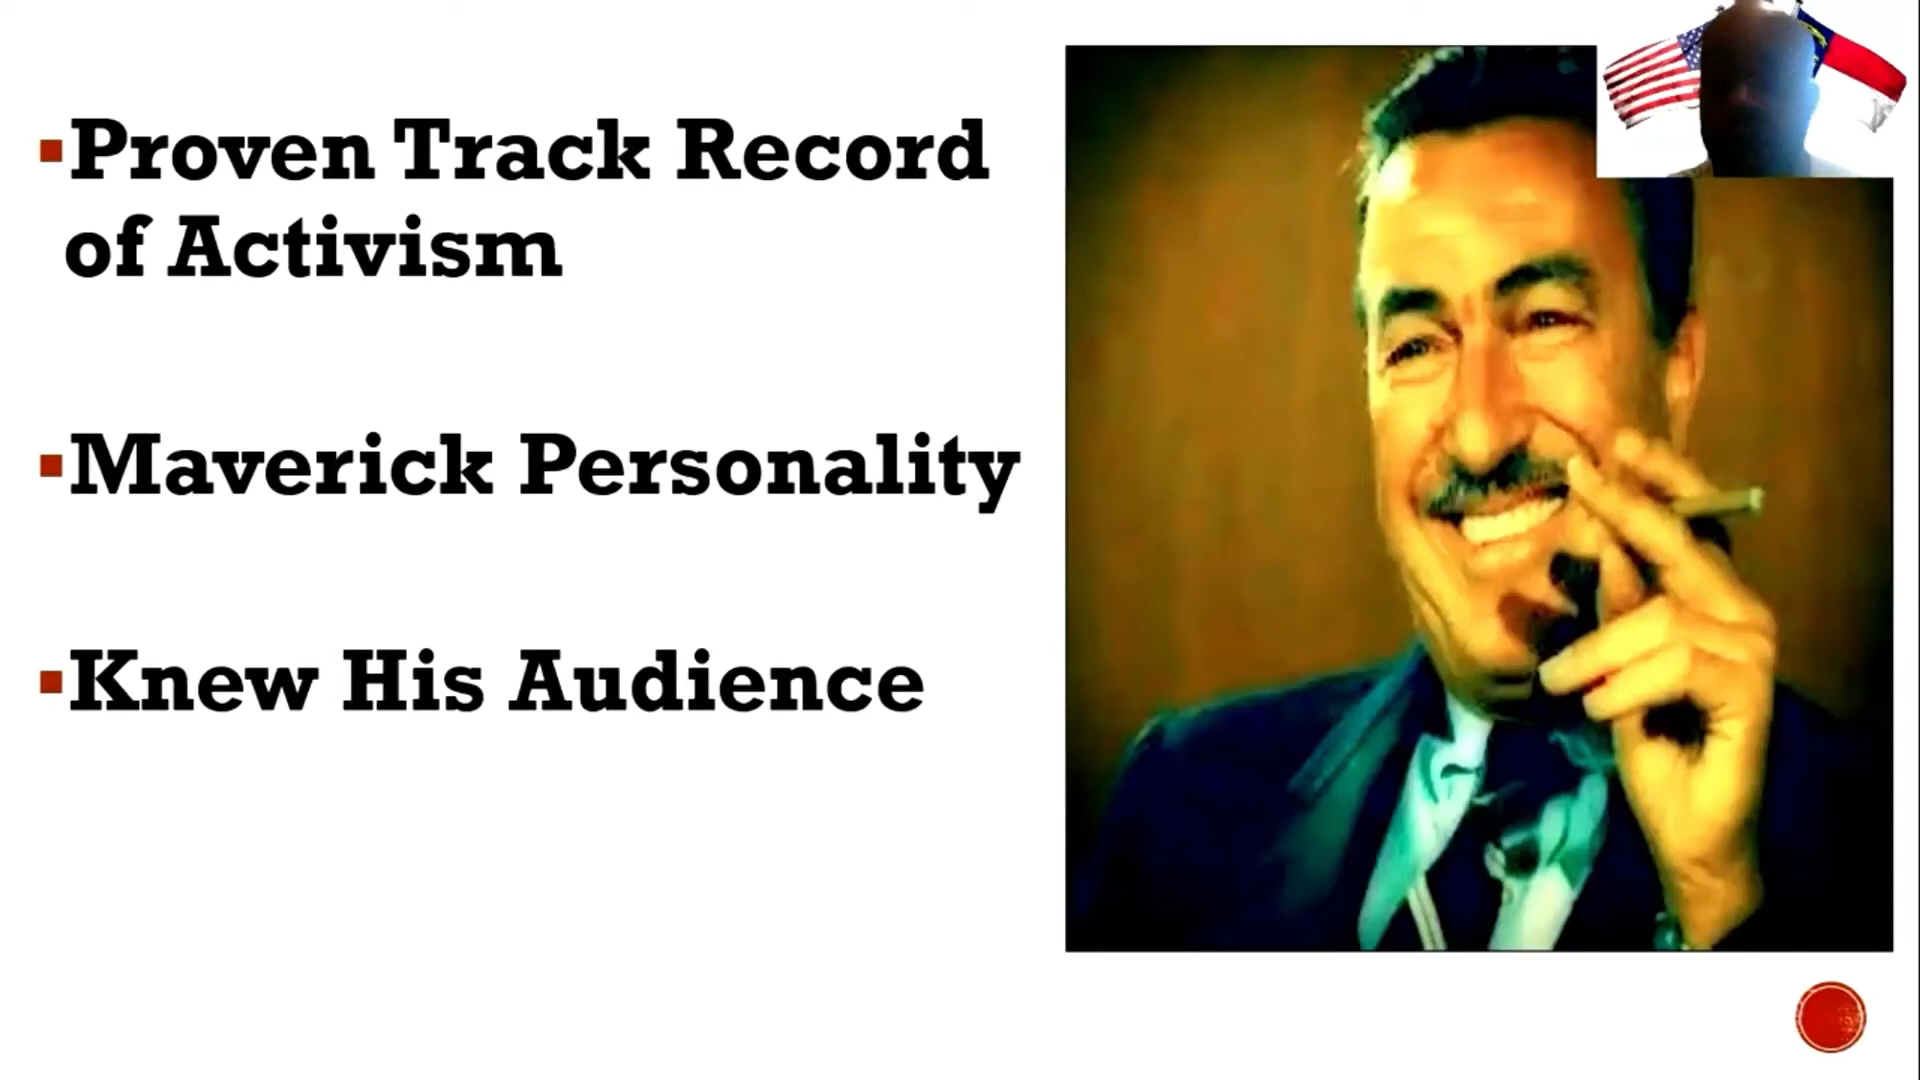 Proven Track Record
of Activism
Maverick Personality
Knew His Audience